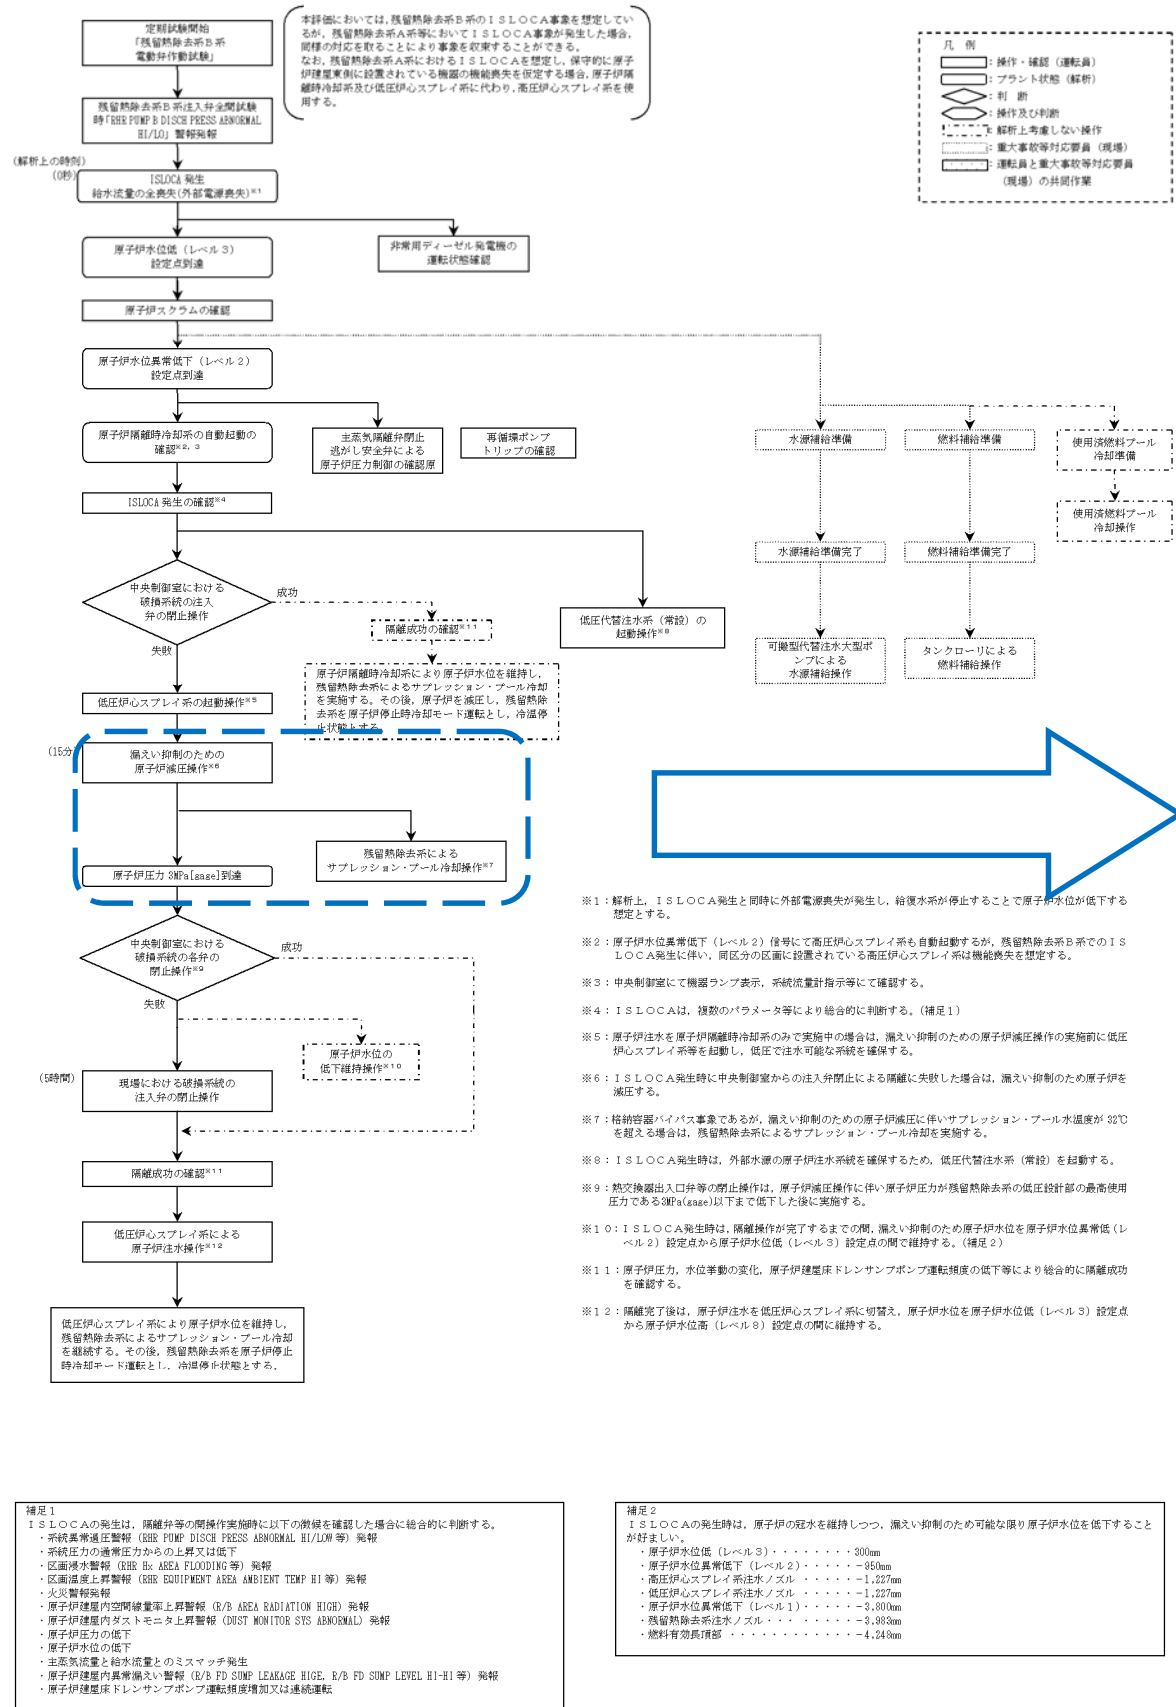 定期試験開始
「残留熱除去系B系
電動弁作動試験」
本評価においては，残留熱除去系B系のＩＳＬＯＣＡ事象を想定してい
るが，残留熱除去系A系等においてＩＳＬＯＣＡ事象が発生した場合，
同様の対応を取ることにより事象を収束することができる。
なお，残留熱除去系A系におけるＩＳＬＯＣＡを想定し，保守的に原子
炉建屋東側に設置されている機器の機能喪失を仮定する場合，原子炉隔
離時冷却系及び低圧炉心スプレイ系に代わり，高圧炉心スプレイ系を使
用する。
凡　例
：操作・確認（運転員）
：プラント状態（解析）
：判　断
：操作及び判断
：解析上考慮しない操作
：重大事故等対応要員（現場）
：運転員と重大事故等対応要員
（現場）の共同作業
残留熱除去系B系注入弁全開試験
時「RHR PUMP B DISCH PRESS ABNORMAL
HI/LO」警報発報
(解析上の時刻)
(0秒)
ISLOCA 発生
給水流量の全喪失(外部電源喪失)※1
原子炉水位低（レベル３）
設定点到達
非常用ディーゼル発電機の
運転状態確認
原子炉スクラムの確認
原子炉水位異常低下（レベル２）
設定点到達
原子炉隔離時冷却系の自動起動の
確認※2，3
主蒸気隔離弁閉止
逃がし安全弁による
原子炉圧力制御の確認原
再循環ポンプ
トリップの確認
水源補給準備
燃料補給準備
使用済燃料プール
冷却準備
ISLOCA 発生の確認※4
使用済燃料プール
冷却操作
水源補給準備完了
燃料補給準備完了
中央制御室における
破損系統の注入
弁の閉止操作
成功
失敗
隔離成功の確認※11
低圧代替注水系（常設）の
起動操作※8
可搬型代替注水大型ポ
ンプによる
水源補給操作
タンクローリによる
燃料補給操作
原子炉隔離時冷却系により原子炉水位を維持し，
残留熱除去系によるサプレッション・プール冷却
を実施する。その後，原子炉を減圧し，残留熱除
去系を原子炉停止時冷却モード運転とし，冷温停
止状態とする。
低圧炉心スプレイ系の起動操作※5
(15分)
漏えい抑制のための
原子炉減圧操作※6
残留熱除去系による
サプレッション・プール冷却操作※7
原子炉圧力 3MPa[gage]到達
中央制御室における
破損系統の各弁の
閉止操作※9
成功
失敗
原子炉水位の
低下維持操作※10
(5時間)
現場における破損系統の
注入弁の閉止操作
隔離成功の確認※11
低圧炉心スプレイ系による
原子炉注水操作※12
低圧炉心スプレイ系により原子炉水位を維持し，
残留熱除去系によるサプレッション・プール冷却
を継続する。その後，残留熱除去系を原子炉停止
時冷却モード運転とし，冷温停止状態とする．
※１：解析上，ＩＳＬＯＣＡ発生と同時に外部電源喪失が発生し，給復水系が停止することで原子炉水位が低下する
想定とする。
※２：原子炉水位異常低下（レベル２）信号にて高圧炉心スプレイ系も自動起動するが，残留熱除去系B系でのＩＳ
ＬＯＣＡ発生に伴い，同区分の区画に設置されている高圧炉心スプレイ系は機能喪失を想定する。
※３：中央制御室にて機器ランプ表示，系統流量計指示等にて確認する。
※４：ＩＳＬＯＣＡは，複数のパラメータ等により総合的に判断する。(補足１)
※５：原子炉注水を原子炉隔離時冷却系のみで実施中の場合は，漏えい抑制のための原子炉減圧操作の実施前に低圧
炉心スプレイ系等を起動し，低圧で注水可能な系統を確保する。
※６：ＩＳＬＯＣＡ発生時に中央制御室からの注入弁閉止による隔離に失敗した場合は，漏えい抑制のため原子炉を
減圧する。
※７：格納容器バイパス事象であるが，漏えい抑制のための原子炉減圧に伴いサプレッション・プール水温度が 32℃
を超える場合は，残留熱除去系によるサプレッション・プール冷却を実施する。
※８：ＩＳＬＯＣＡ発生時は，外部水源の原子炉注水系統を確保するため，低圧代替注水系（常設）を起動する。
※９：熱交換器出入口弁等の閉止操作は，原子炉減圧操作に伴い原子炉圧力が残留熱除去系の低圧設計部の最高使用
圧力である3MPa(gage)以下まで低下した後に実施する。
※１０：ＩＳＬＯＣＡ発生時は，隔離操作が完了するまでの間，漏えい抑制のため原子炉水位を原子炉水位異常低（レ
ベル２）設定点から原子炉水位低（レベル３）設定点の間で維持する。(補足２)
※１１：原子炉圧力，水位挙動の変化，原子炉建屋床ドレンサンプポンプ運転頻度の低下等により総合的に隔離成功
を確認する。
※１２：隔離完了後は，原子炉注水を低圧炉心スプレイ系に切替え，原子炉水位を原子炉水位低（レベル３）設定点
から原子炉水位高（レベル８）設定点の間に維持する。
補足１
ＩＳＬＯＣＡの発生は，隔離弁等の開操作実施時に以下の徴候を確認した場合に総合的に判断する。
・系統異常過圧警報（RHR PUMP DISCH PRESS ABNORMAL HI/LOW 等）発報
・系統圧力の通常圧力からの上昇又は低下
・区画浸水警報（RHR Hx AREA FLOODING 等）発報
・区画温度上昇警報（RHR EQUIPMENT AREA AMBIENT TEMP HI 等）発報
・火災警報発報
・原子炉建屋内空間線量率上昇警報（R/B AREA RADIATION HIGH）発報
・原子炉建屋内ダストモニタ上昇警報（DUST MONITOR SYS ABNORMAL）発報
・原子炉圧力の低下
・原子炉水位の低下
・主蒸気流量と給水流量とのミスマッチ発生
・原子炉建屋内異常漏えい警報（R/B FD SUMP LEAKAGE HIGE，R/B FD SUMP LEVEL HI-HI 等）発報
・原子炉建屋床ドレンサンプポンプ運転頻度増加又は連続運転
補足２
ＩＳＬＯＣＡの発生時は，原子炉の冠水を維持しつつ，漏えい抑制のため可能な限り原子炉水位を低下すること
が好ましい。
・原子炉水位低（レベル３）・・・・・・・・300mm
・原子炉水位異常低下（レベル２）・・・・・－950mm
・高圧炉心スプレイ系注水ノズル ・・・・・－1,227mm
・低圧炉心スプレイ系注水ノズル ・・・・・－1,227mm
・原子炉水位異常低下（レベル１）・・・・・－3,800mm
・残留熱除去系注水ノズル・・・ ・・・・・－3,983mm
・燃料有効長頂部 ・・・・・・・・・・・－4,248mm